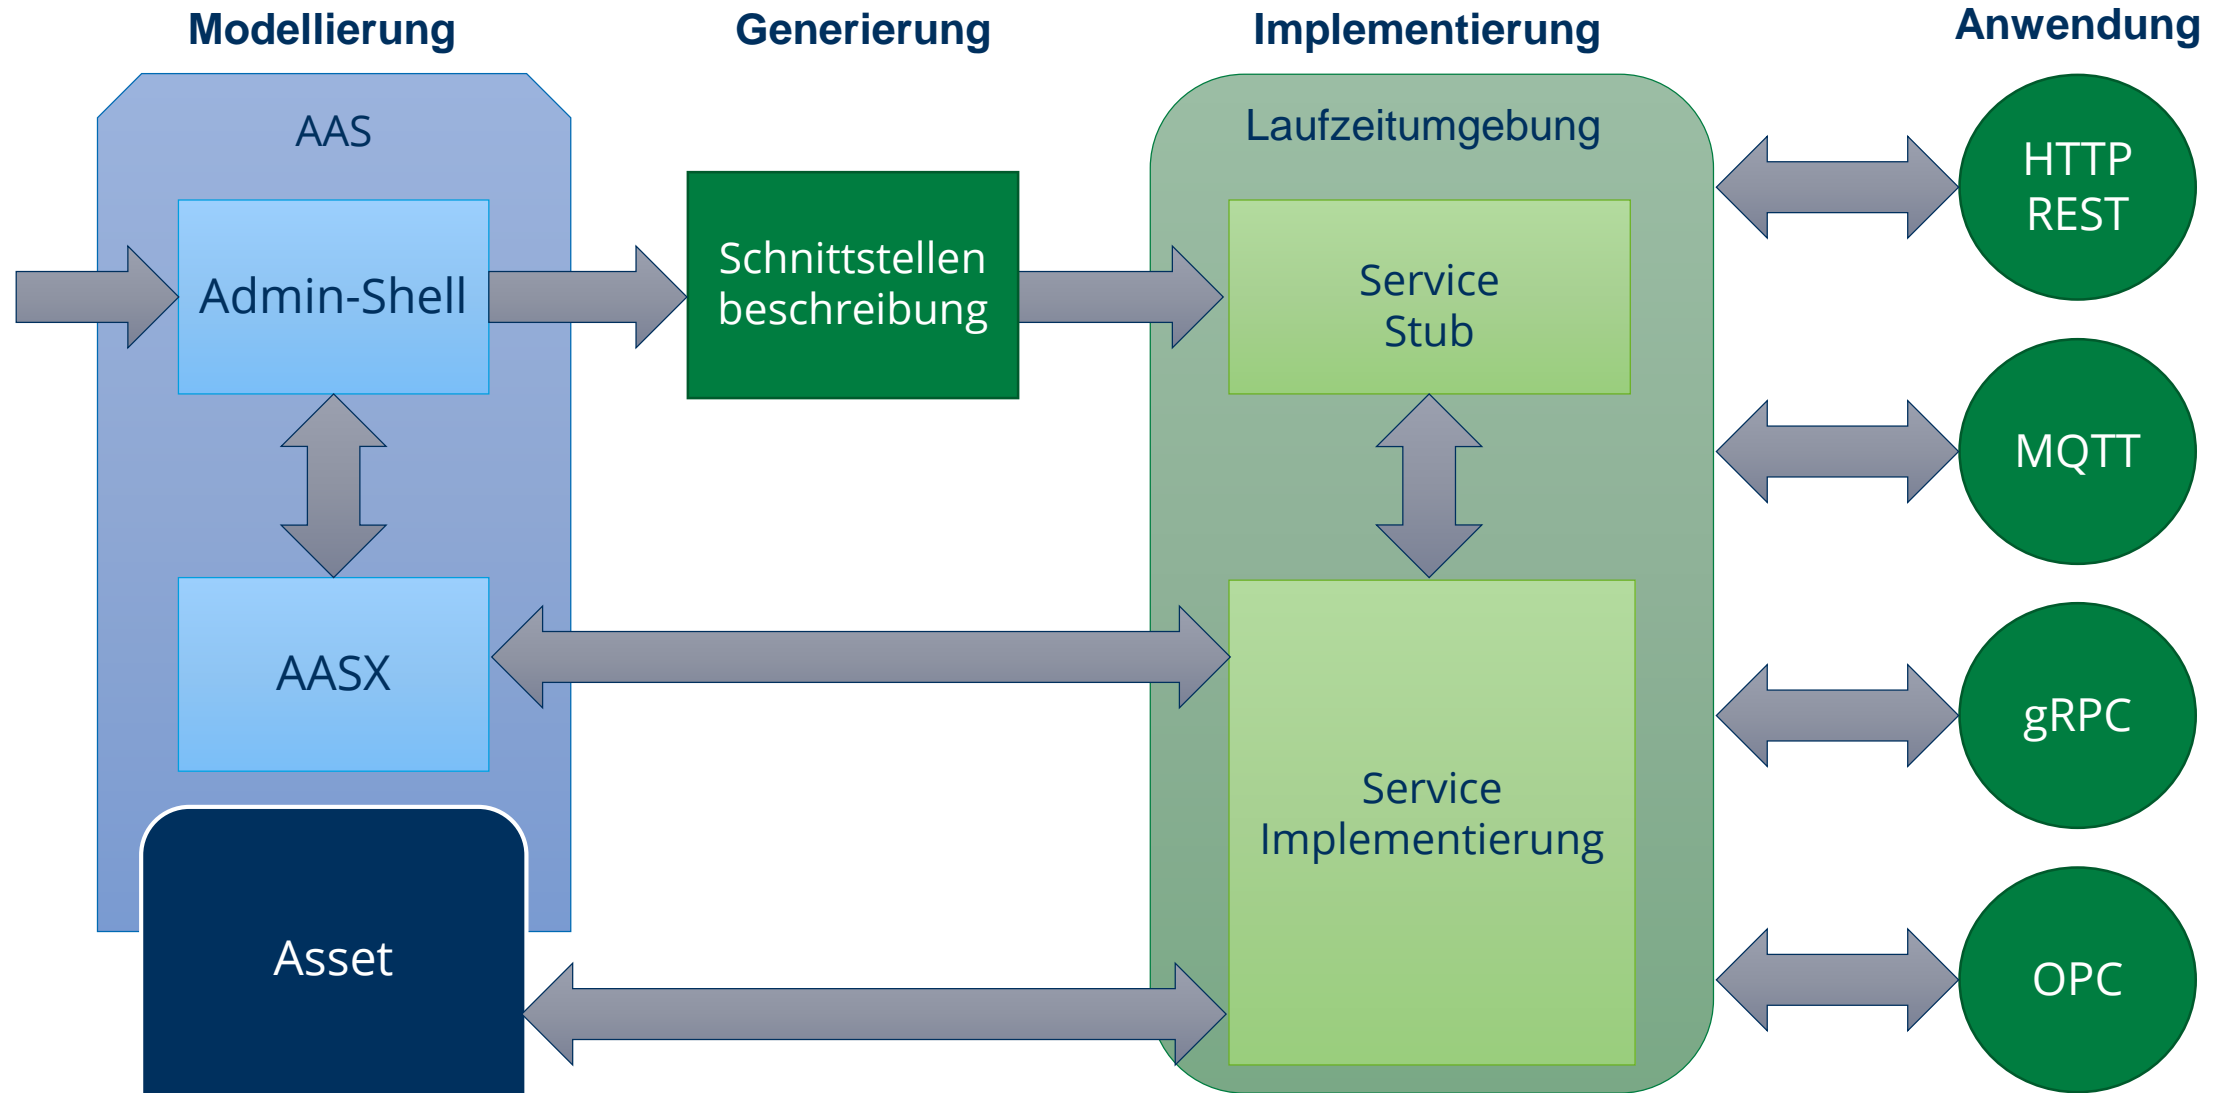 Modellierung
Generierung
Implementierung
Anwendung
AAS
Admin-Shell
AASX
Asset
Schnittstellen
beschreibung
Laufzeitumgebung
Service
Stub
Service
Implementierung
HTTP
REST
MQTT
gRPC
OPC